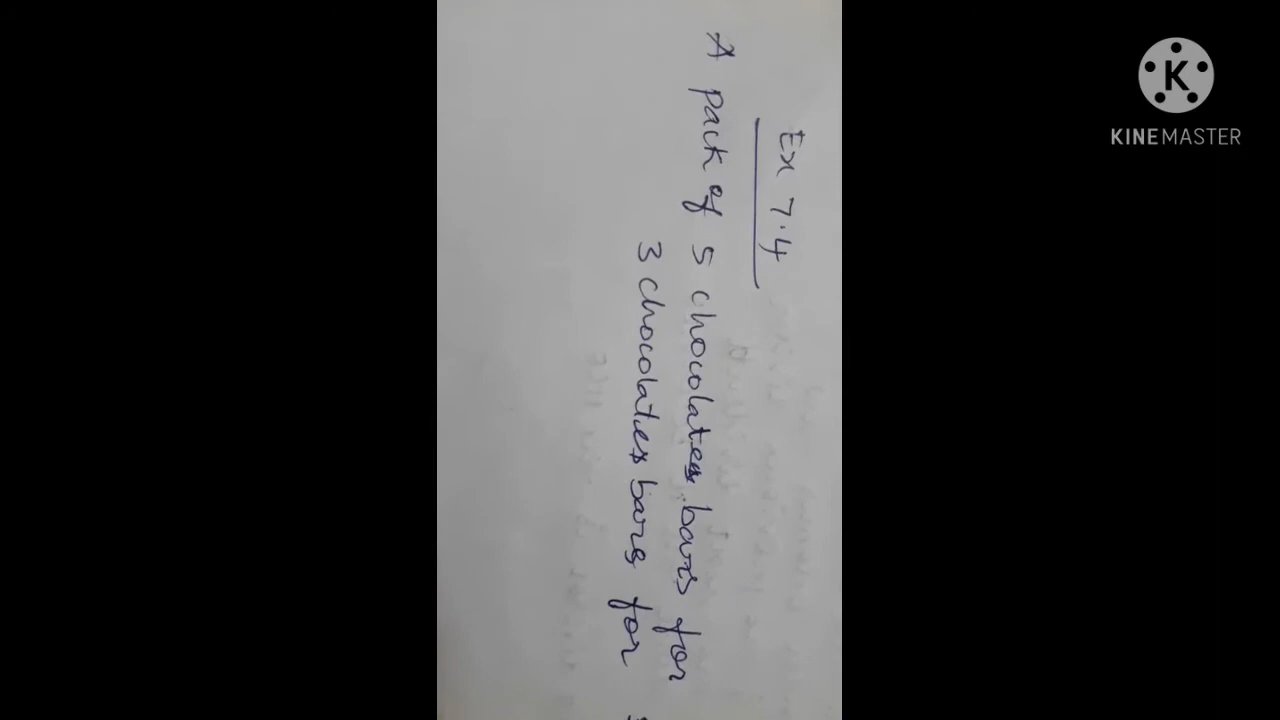 Ex 7.4
A pack of 5 chocolates bars for
3 chocolates bars for
K
KINEMASTER